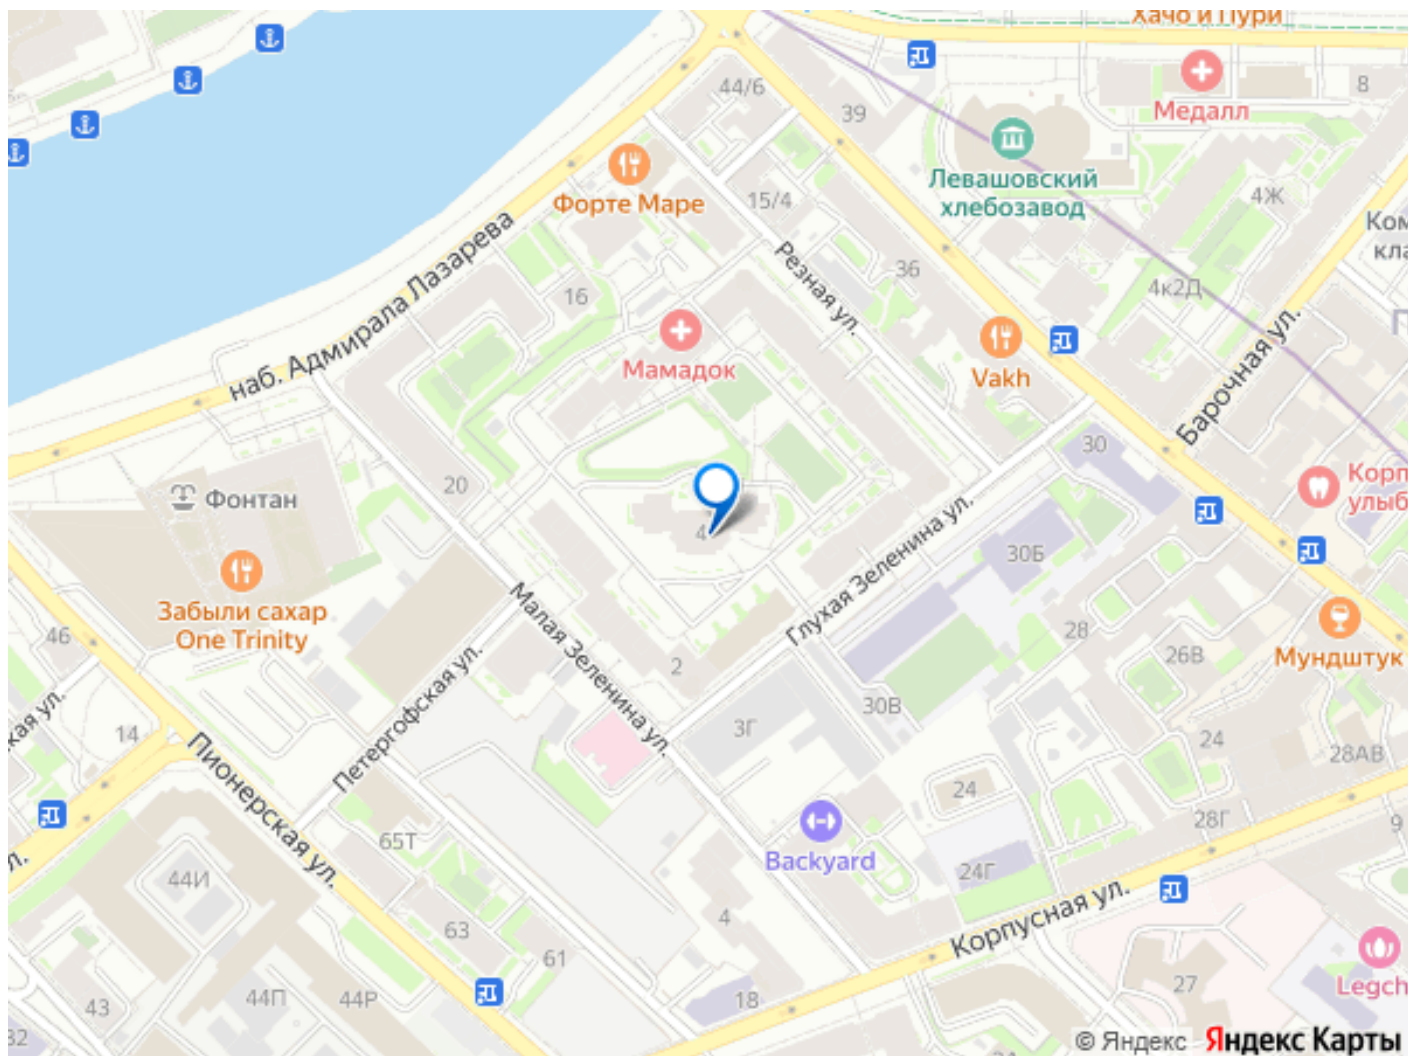 Хачо и Пури
44/6
39
Медалл
8
Левашовский
хлебозавод
Форте Маре
15/4
4Ж
36
Резная ул.
4к2Д
16
наб. Адмирала Лазарева
Мамадок
Vakh
Барочная ул.
30
20
Фонтан
4
30Б
Глухая Зеленина ул.
Забыли сахар
One Trinity
46
Малая Зеленина ул.
2
28
26В
Мундштук
Петергофская ул.
30В
3Г
24
28АВ
14
Пионерская ул.
24
28Г
9
65Т
Backyard
24Г
44И
Корпусная ул.
4
63
61
27
43
44П
44Р
18
24
© Яндекс
Яндекс Карты